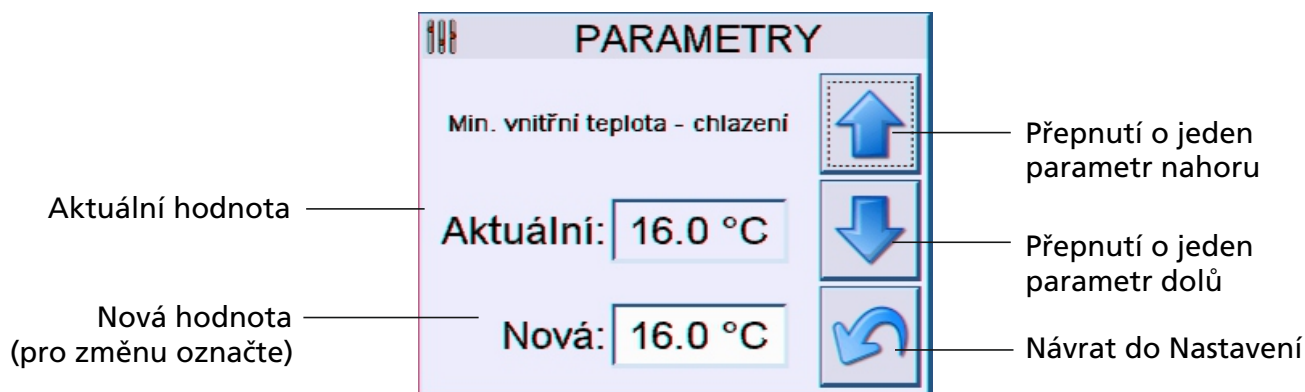 PARAMETRY
Min. vnitřní teplota - chlazení
Přepnutí o jeden
parametr nahoru
Aktuální hodnota
Aktuální: 16.0 °C
Přepnutí o jeden
parametr dolů
Nová hodnota
(pro změnu označte)
Nová: 16.0 °C
Návrat do Nastavení